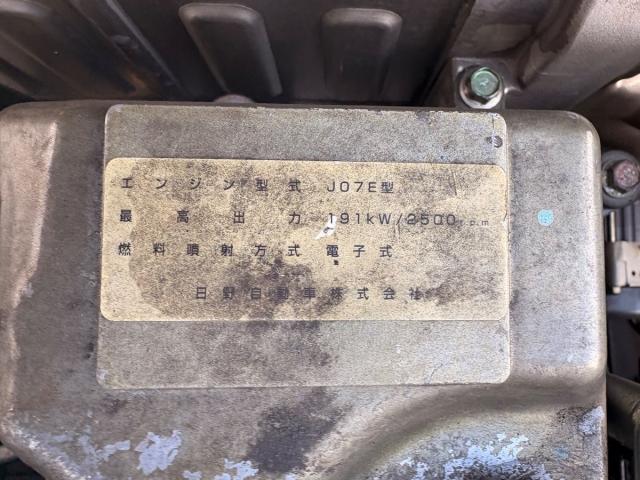 エンジン型式 J07E型
最高出力 191kW/2500r.p.m
燃料噴射方式 電子式
日野自動車株式会社